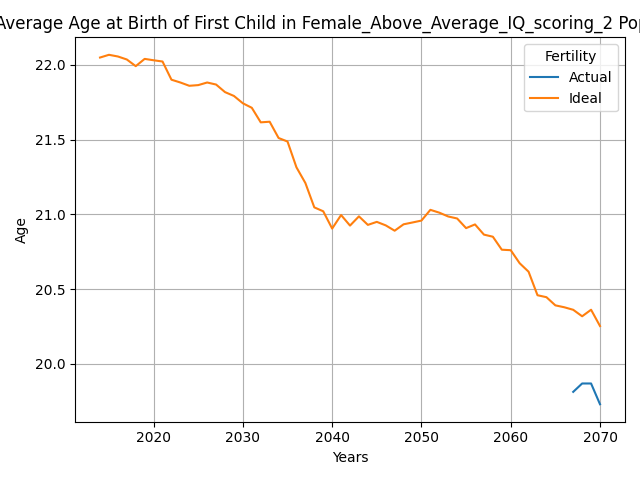 Average Age at Birth of First Child in Female_Above_Average_IQ_scoring_2
Fertility
Actual
Ideal
22.0
21.5
21.0
20.5
20.0
Age
2020 2030 2040 2050 2060 2070
Years